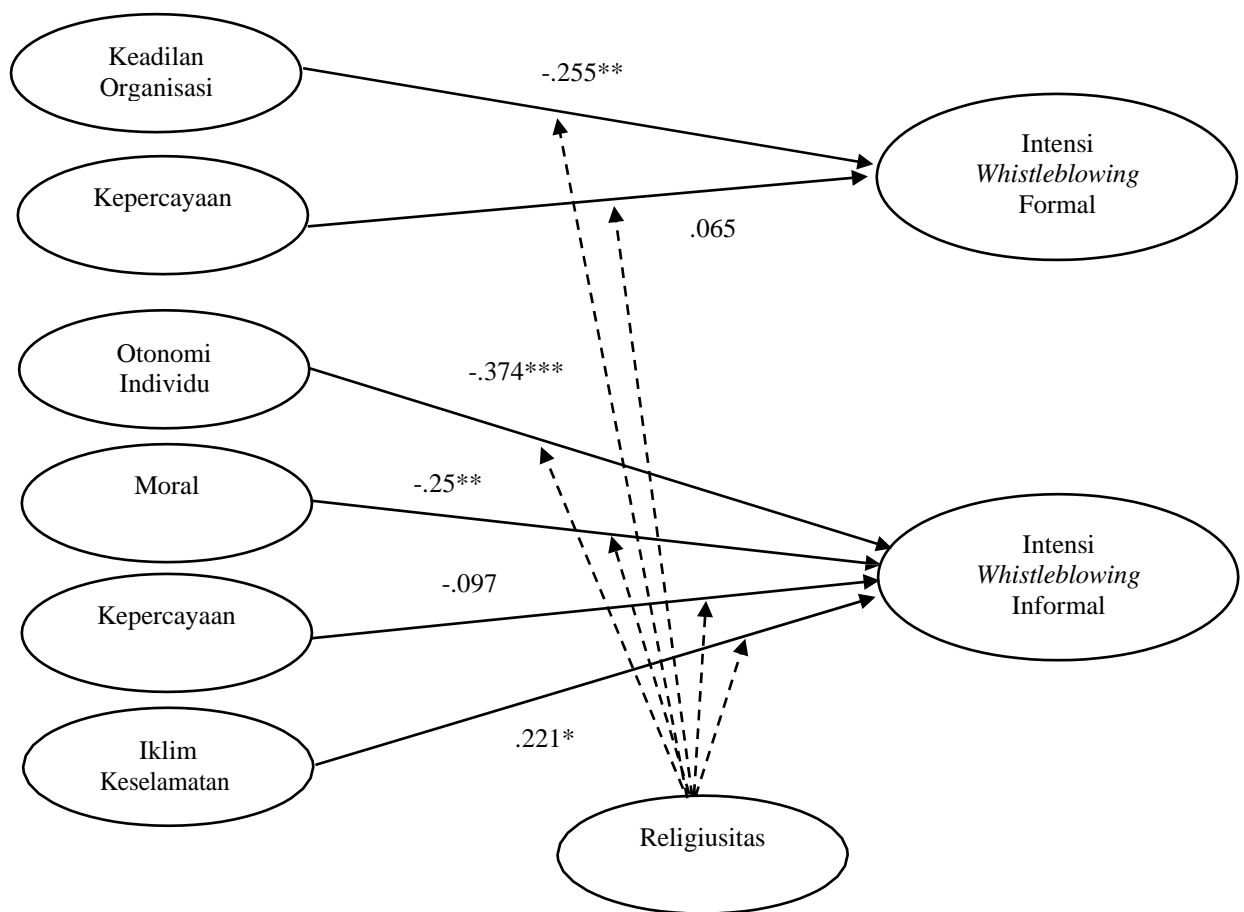 Keadilan
Organisasi
-.255**
Intensi
Whistleblowing
Formal
Kepercayaan
.065
Otonomi
Individu
-.374***
Moral
-.25**
Intensi
Whistleblowing
Informal
Kepercayaan
-.097
Iklim
Keselamatan
.221*
Religiusitas